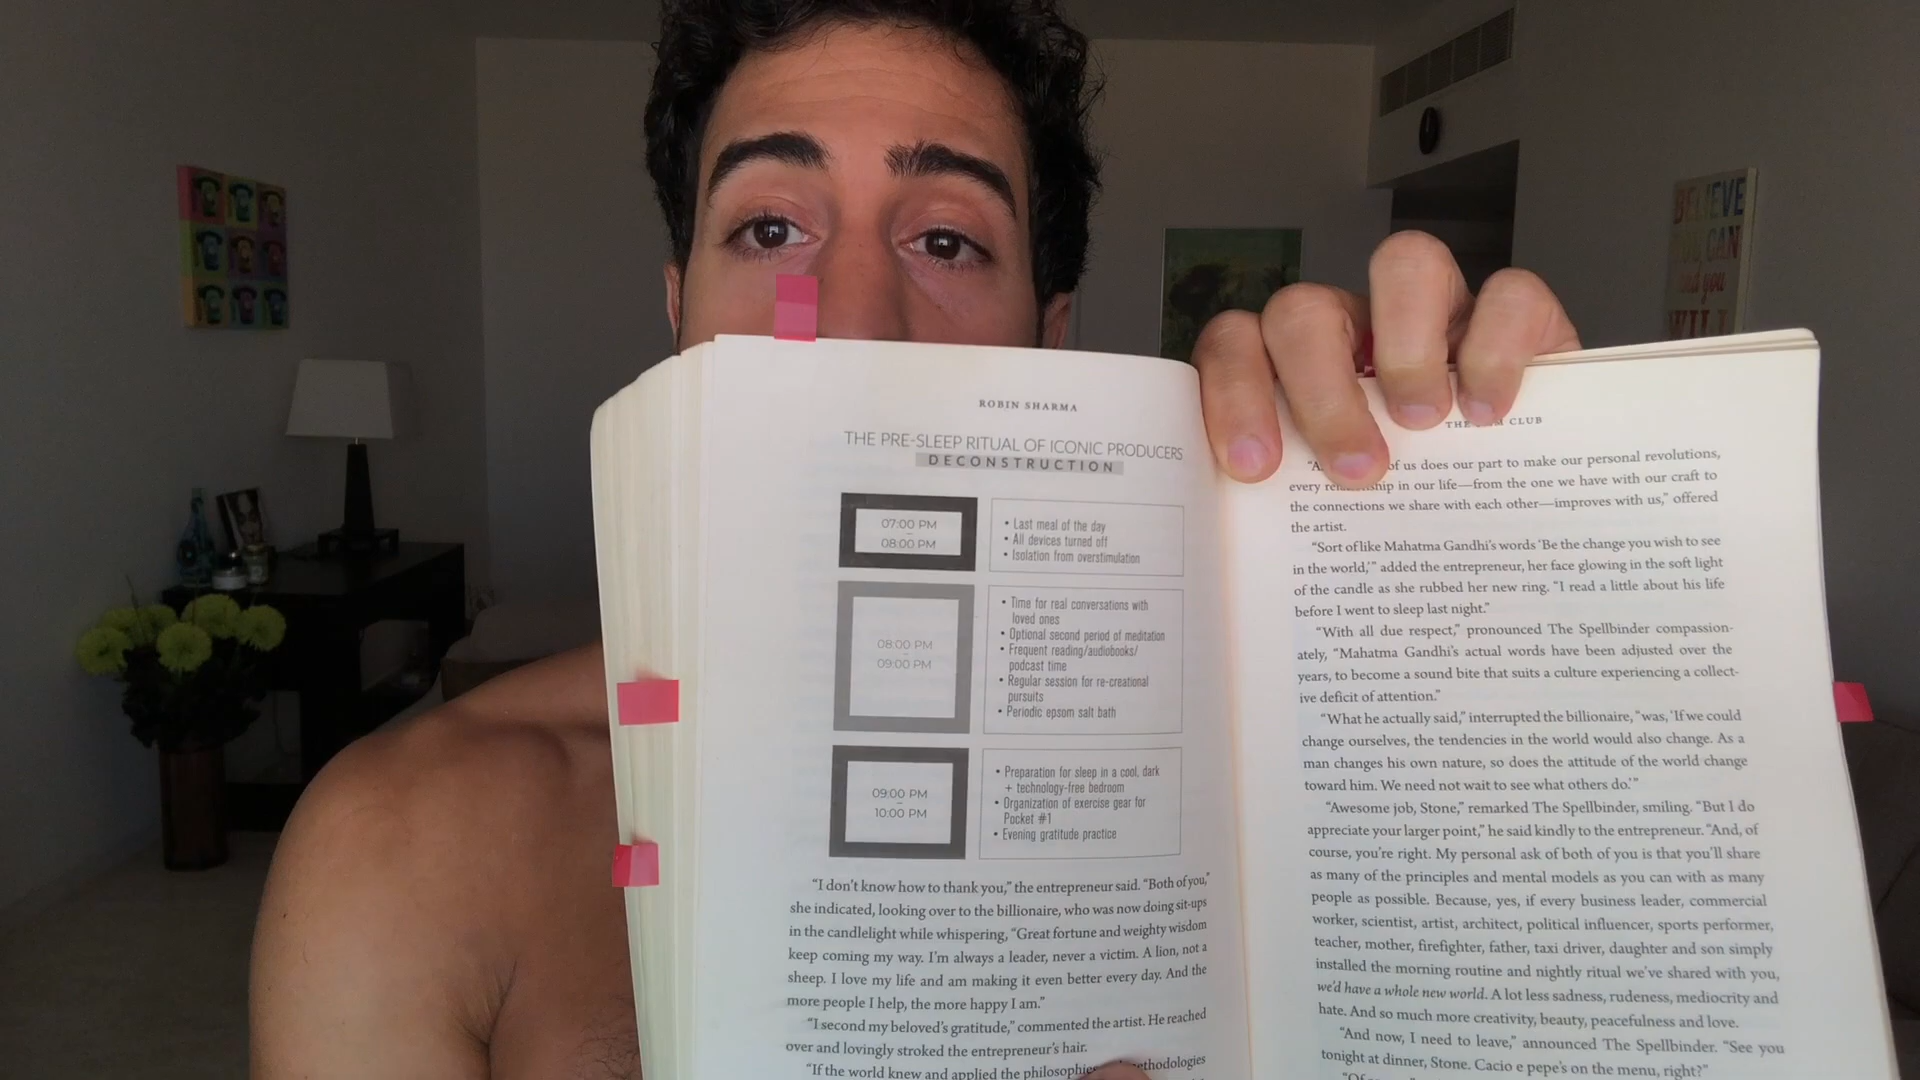 BELIEVE
YOU CAN
and you
WILL
ROBIN SHARMA
THE PRE-SLEEP RITUAL OF ICONIC PRODUCERS
DECONSTRUCTION
07:00 PM
–
08:00 PM
• Last meal of the day
• All devices turned off
• Isolation from overstimulation
08:00 PM
–
09:00 PM
• Time for real conversations with
loved ones
• Optional second period of meditation
• Frequent reading/audiobooks/
podcast time
• Regular session for re-creational
pursuits
• Periodic epsom salt bath
09:00 PM
–
10:00 PM
• Preparation for sleep in a cool, dark
+ technology-free bedroom
• Organization of exercise gear for
Pocket #1
• Evening gratitude practice
“I don’t know how to thank you,” the entrepreneur said. “Both of you,”
she indicated, looking over to the billionaire, who was now doing sit-ups
in the candlelight while whispering, “Great fortune and weighty wisdom
keep coming my way. I’m always a leader, never a victim. A lion, not a
sheep. I love my life and am making it even better every day. And the
more people I help, the more happy I am.”
“I second my beloved’s gratitude,” commented the artist. He reached
over and lovingly stroked the entrepreneur’s hair.
“If the world knew and applied the philosophies
THE CLUB
of us does our part to make our personal revolutions,
every in our life—from the one we have with our craft to
the connections we share with each other—improves with us,” offered
the artist.
“Sort of like Mahatma Gandhi’s words ‘Be the change you wish to see
in the world,’” added the entrepreneur, her face glowing in the soft light
of the candle as she rubbed her new ring. “I read a little about his life
before I went to sleep last night.”
“With all due respect,” pronounced The Spellbinder compassion-
ately, “Mahatma Gandhi’s actual words have been adjusted over the
years, to become a sound bite that suits a culture experiencing a collect-
ive deficit of attention.”
“What he actually said,” interrupted the billionaire, “was, ‘If we could
change ourselves, the tendencies in the world would also change. As a
man changes his own nature, so does the attitude of the world change
toward him. We need not wait to see what others do.’”
“Awesome job, Stone,” remarked The Spellbinder, smiling. “But I do
appreciate your larger point,” he said kindly to the entrepreneur. “And, of
course, you’re right. My personal ask of both of you is that you’ll share
as many of the principles and mental models as you can with as many
people as possible. Because, yes, if every business leader, commercial
worker, scientist, artist, architect, political influencer, sports performer,
teacher, mother, firefighter, father, taxi driver, daughter and son simply
installed the morning routine and nightly ritual we’ve shared with you,
we’d have a whole new world. A lot less sadness, rudeness, mediocrity and
hate. And so much more creativity, beauty, peacefulness and love.
“And now, I need to leave,” announced The Spellbinder. “See you
tonight at dinner, Stone. Cacio e pepe’s on the menu, right?”